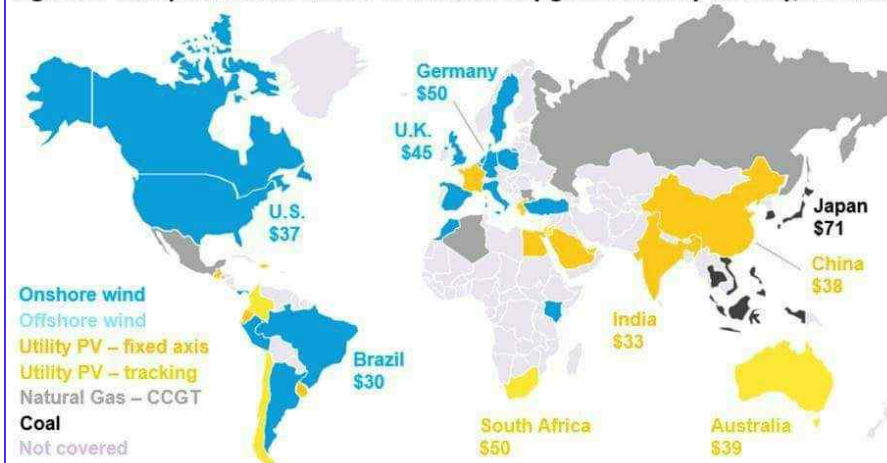 Germany
$50
U.K.
$45
U.S.
$37
Japan
$71
China
$38
India
$33
Brazil
$30
South Africa
$50
Australia
$39
Onshore wind
Offshore wind
Utility PV – fixed axis
Utility PV – tracking
Natural Gas – CCGT
Coal
Not covered